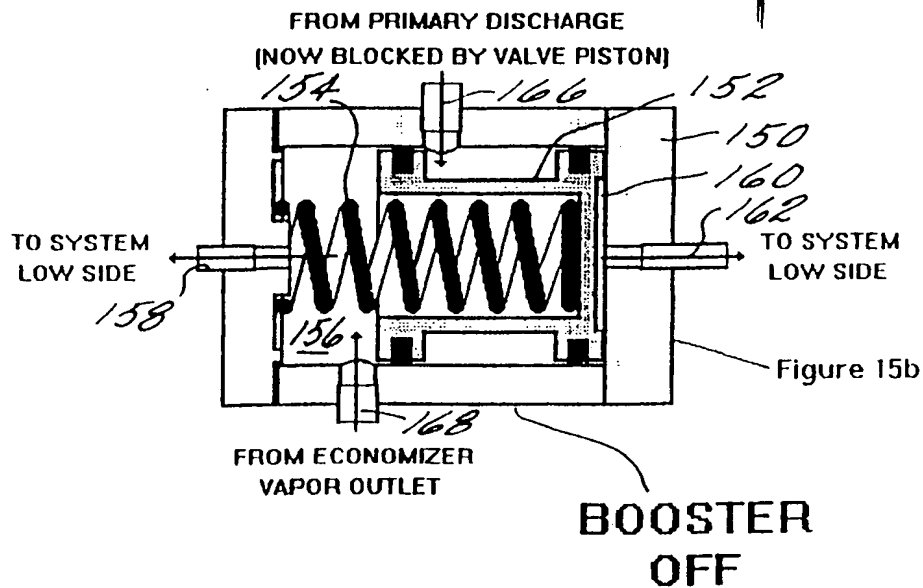 FROM PRIMARY DISCHARGE
(NOW BLOCKED BY VALVE PISTON)
154
166
152
150
160
162
TO SYSTEM
LOW SIDE
TO SYSTEM
LOW SIDE
158
156
Figure 15b
168
FROM ECONOMIZER
VAPOR OUTLET
BOOSTER
OFF